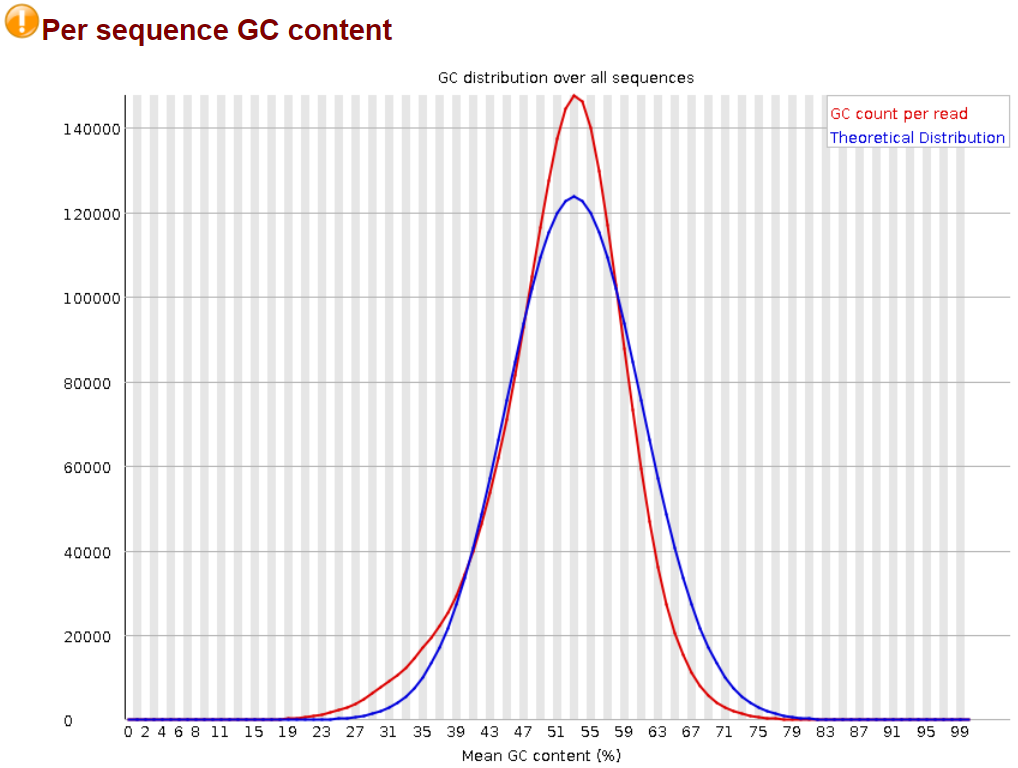 Per sequence GC content
GC distribution over all sequences
GC count per read
Theoretical Distribution
140000
120000
100000
80000
60000
40000
20000
0
0 2 4 6 8 11 15 19 23 27 31 35 39 43 47 51 55 59 63 67 71 75 79 83 87 91 95 99
Mean GC content (%)